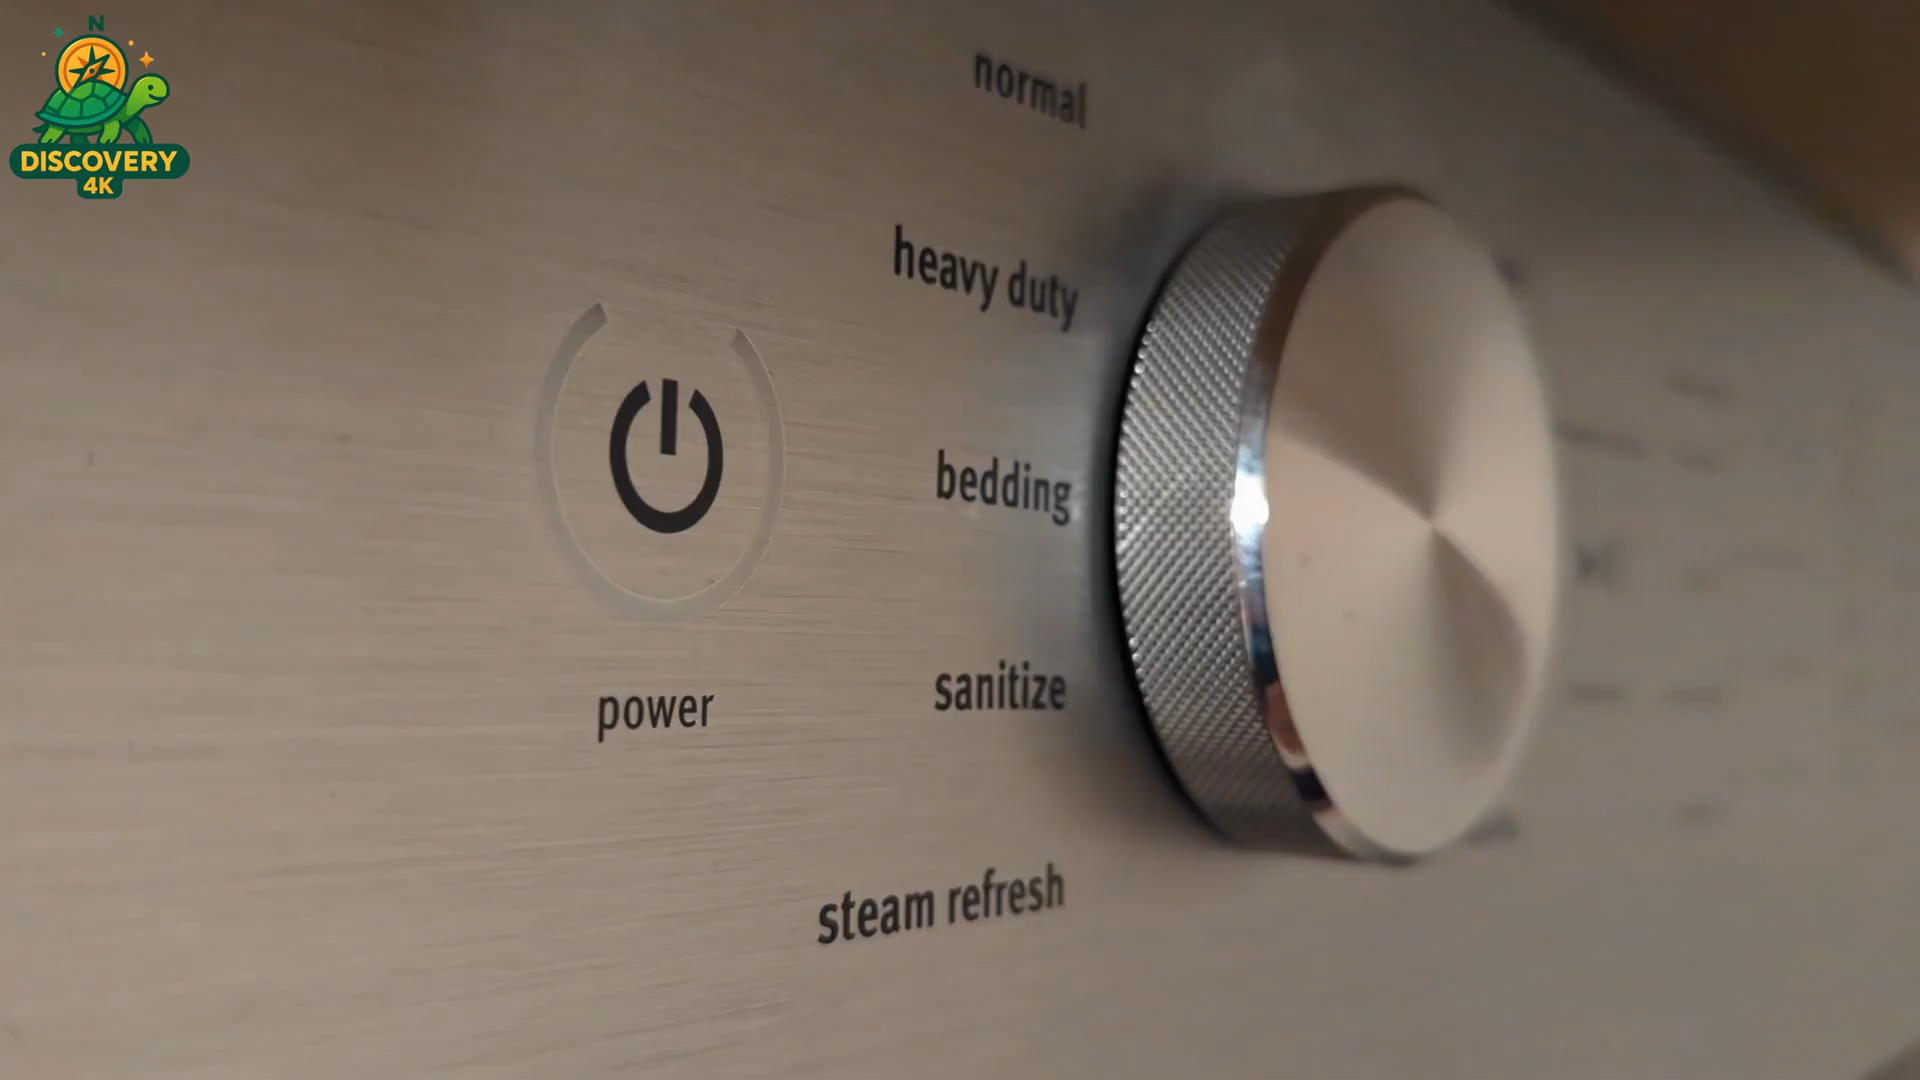 N
DISCOVERY
4K
normal
heavy duty
bedding
sanitize
steam refresh
power